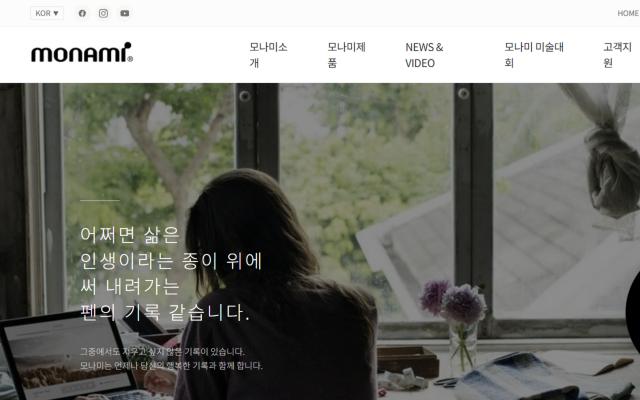 KOR ▼
HOME
monami®
모나미소개
모나미제품
NEWS & VIDEO
모나미 미술대회
고객지원
어쩌면 삶은
인생이라는 종이 위에
써 내려가는
펜의 기록 같습니다.
그중에서도 지우고 싶지 않은 기록이 있습니다.
모나미는 언제나 당신의 행복한 기록과 함께 합니다.